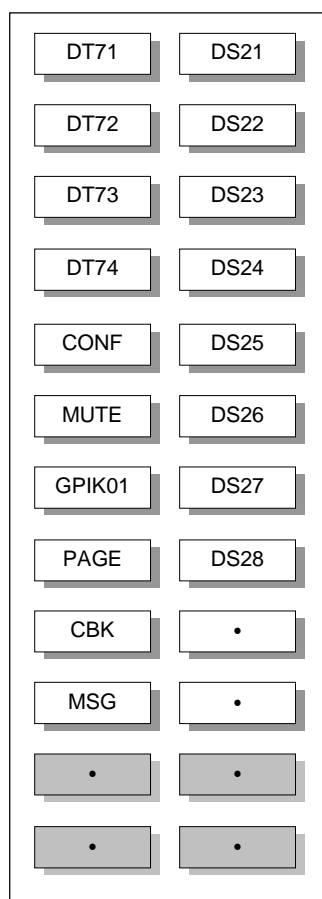 DT71 DS21
DT72 DS22
DT73 DS23
DT74 DS24
CONF DS25
MUTE DS26
GPIK01 DS27
PAGE DS28
CBK •
MSG •
• •
• •